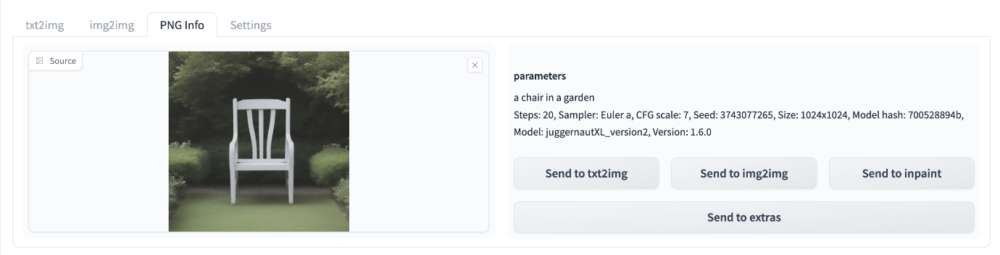 txt2img img2img PNG Info Settings
Source
parameters
a chair in a garden
Steps: 20, Sampler: Euler a, CFG scale: 7, Seed: 3743077265, Size: 1024x1024, Model hash: 700528894b,
Model: juggernautXL_version2, Version: 1.6.0
Send to txt2img Send to img2img Send to inpaint
Send to extras